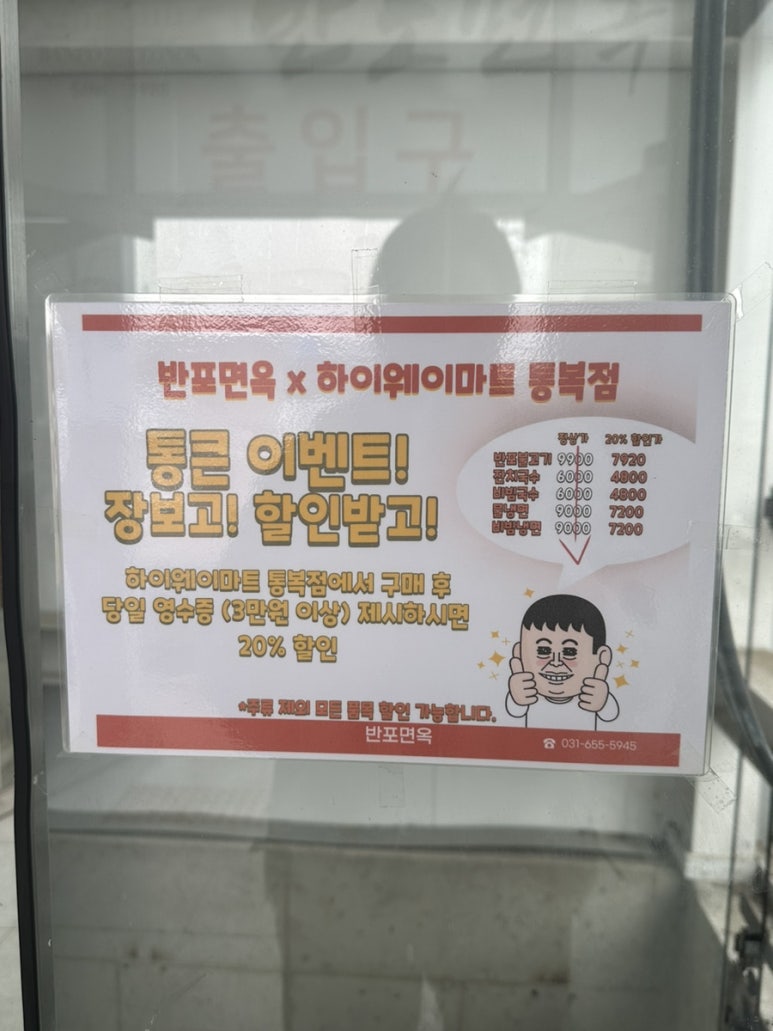 출입구
반포면옥 x 하이웨이마트 통복점
통큰 이벤트!
장보고! 할인받고!
하이웨이마트 통복점에서 구매 후
당일 영수증 (3만원 이상) 제시하시면
20% 할인
정상가 20% 할인가
반포불고기 9900 7920
잔치국수 6000 4800
비빔국수 6000 4800
물냉면 9000 7200
비빔냉면 9000 7200
*주류 제외 모든 품목 할인 가능합니다.
반포면옥
☎ 031-655-5945